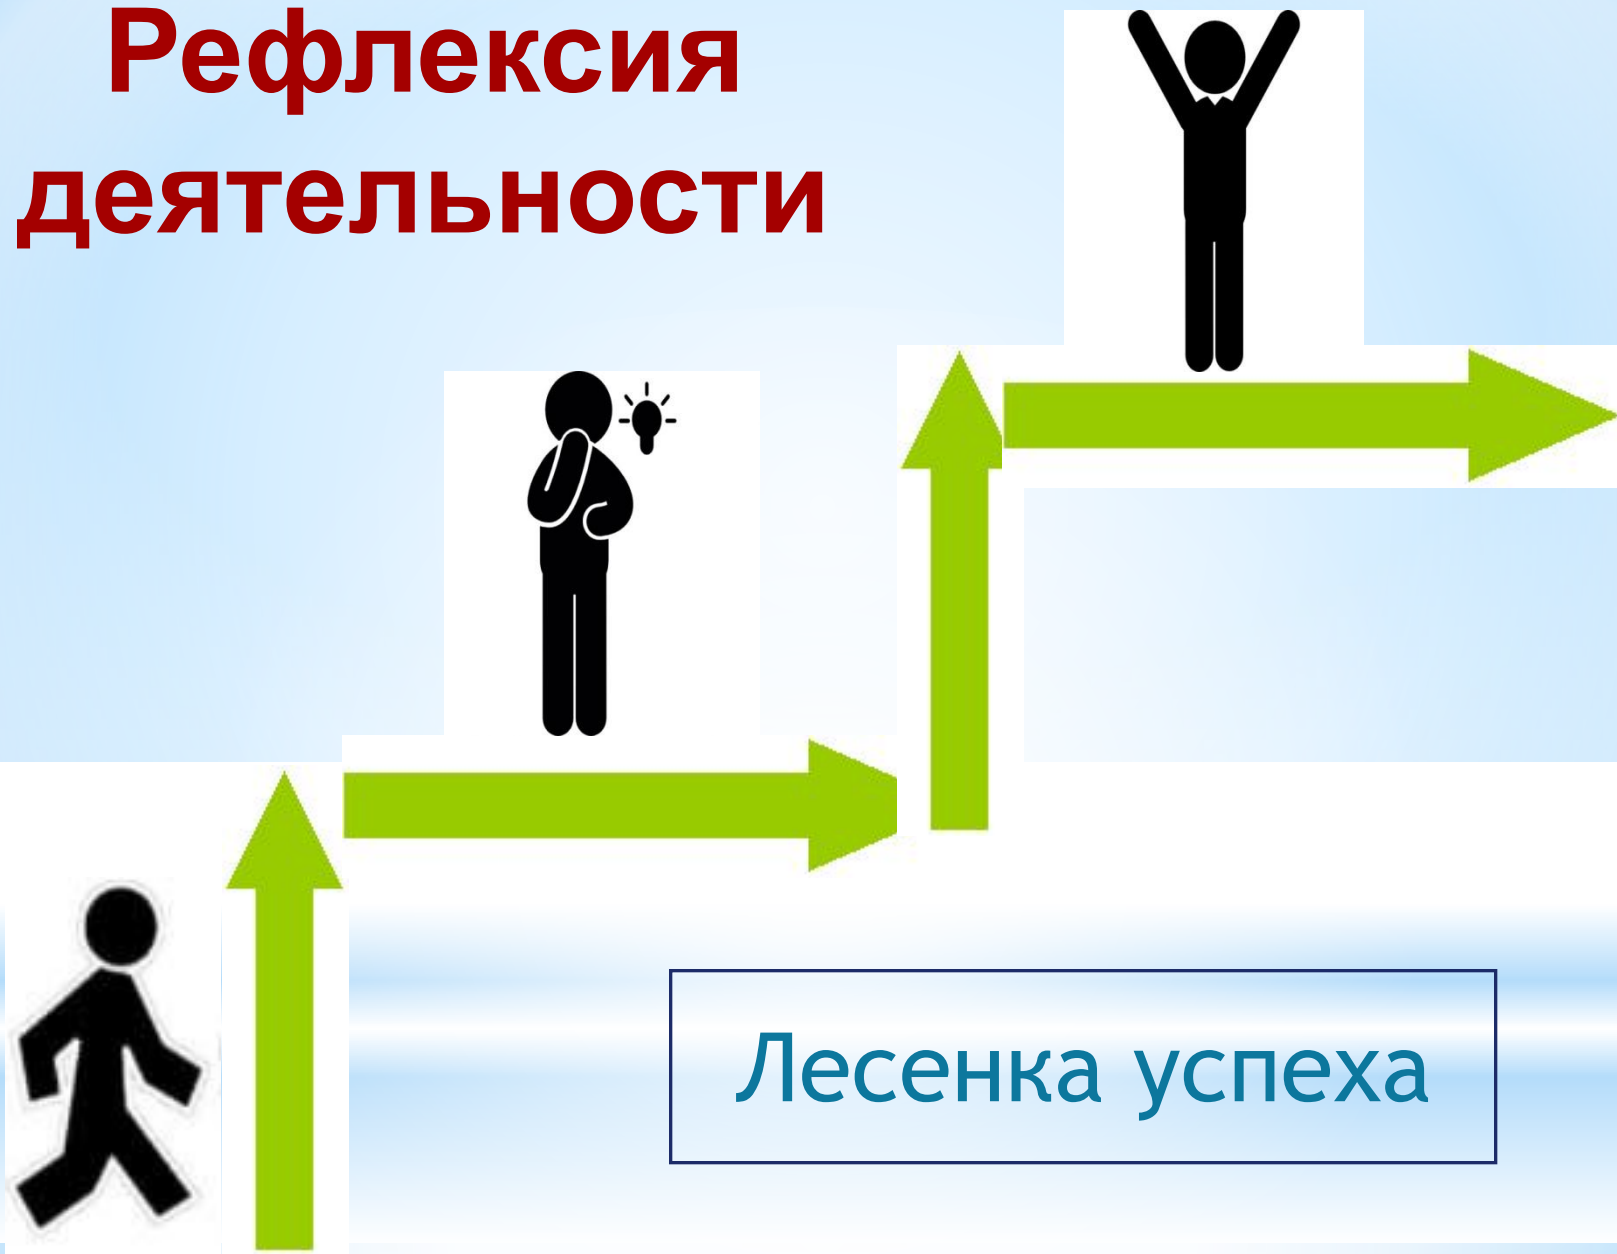 Рефлексия
деятельности
Лесенка успеха